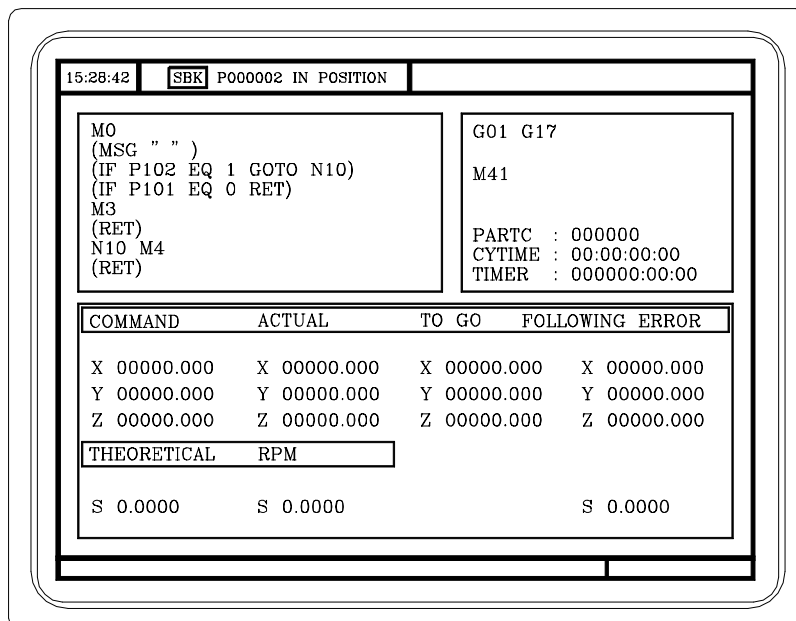 15:28:42 SBK P000002 IN POSITION
M0
(MSG " " )
(IF P102 EQ 1 GOTO N10)
(IF P101 EQ 0 RET)
M3
(RET)
N10 M4
(RET)
G01 G17
M41
PARTC : 000000
CYTIME : 00:00:00:00
TIMER : 000000:00:00
COMMAND ACTUAL TO GO FOLLOWING ERROR
X 00000.000 X 00000.000 X 00000.000 X 00000.000
Y 00000.000 Y 00000.000 Y 00000.000 Y 00000.000
Z 00000.000 Z 00000.000 Z 00000.000 Z 00000.000
THEORETICAL RPM
S 0.0000 S 0.0000 S 0.0000